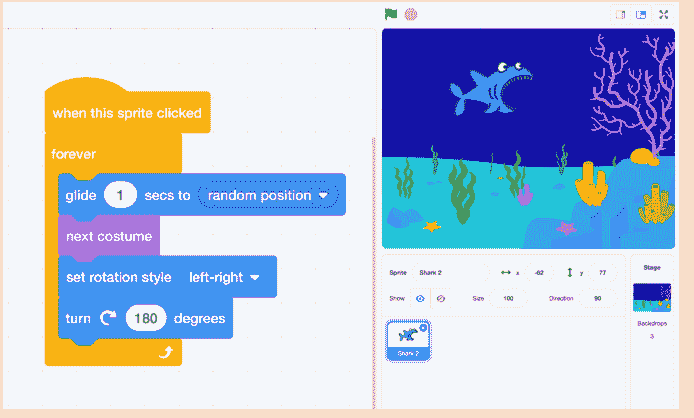 when this sprite clicked
forever
glide 1 secs to random position
next costume
set rotation style left-right
turn 180 degrees
Sprite Shark 2 x -62 y 77
Show Size 100 Direction 90
Shark 2
Stage
Backdrops
3